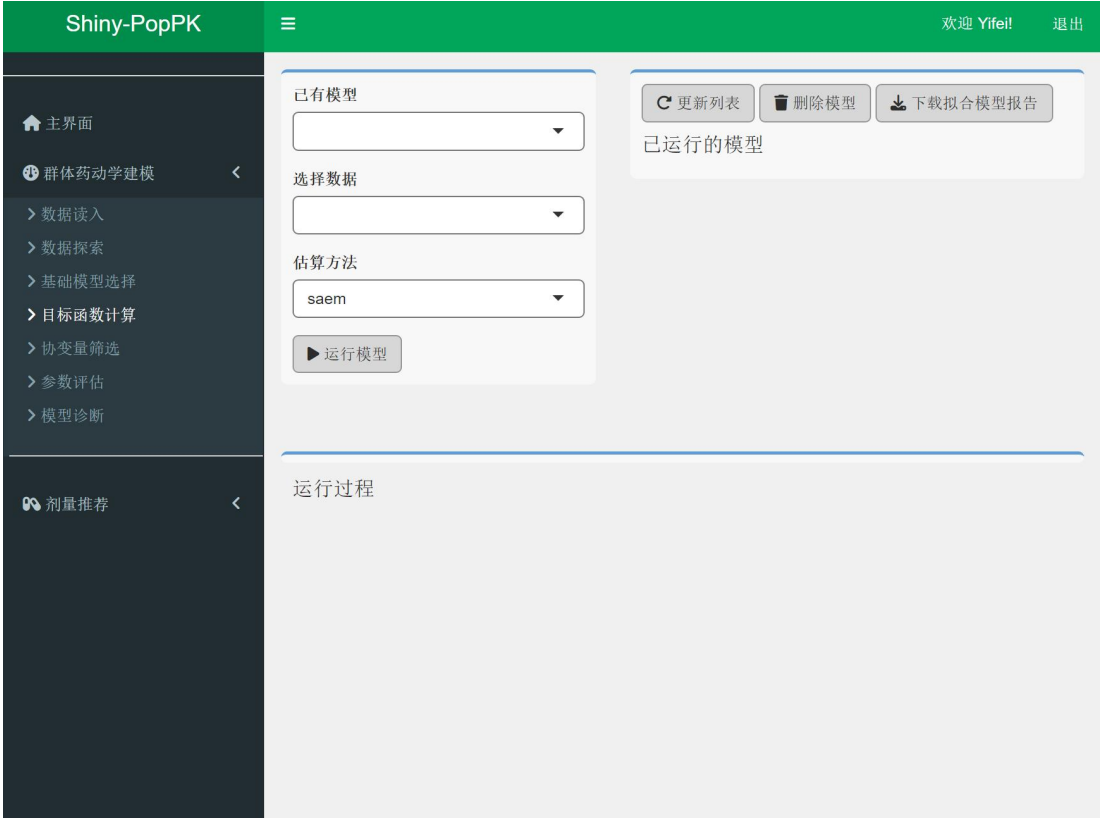 Shiny-PopPK
欢迎 Yifei!
退出
主界面
群体药动学建模
数据读入
数据探索
基础模型选择
目标函数计算
协变量筛选
参数评估
模型诊断
剂量推荐
已有模型
选择数据
估算方法
saem
运行模型
更新列表
删除模型
下载拟合模型报告
已运行的模型
运行过程